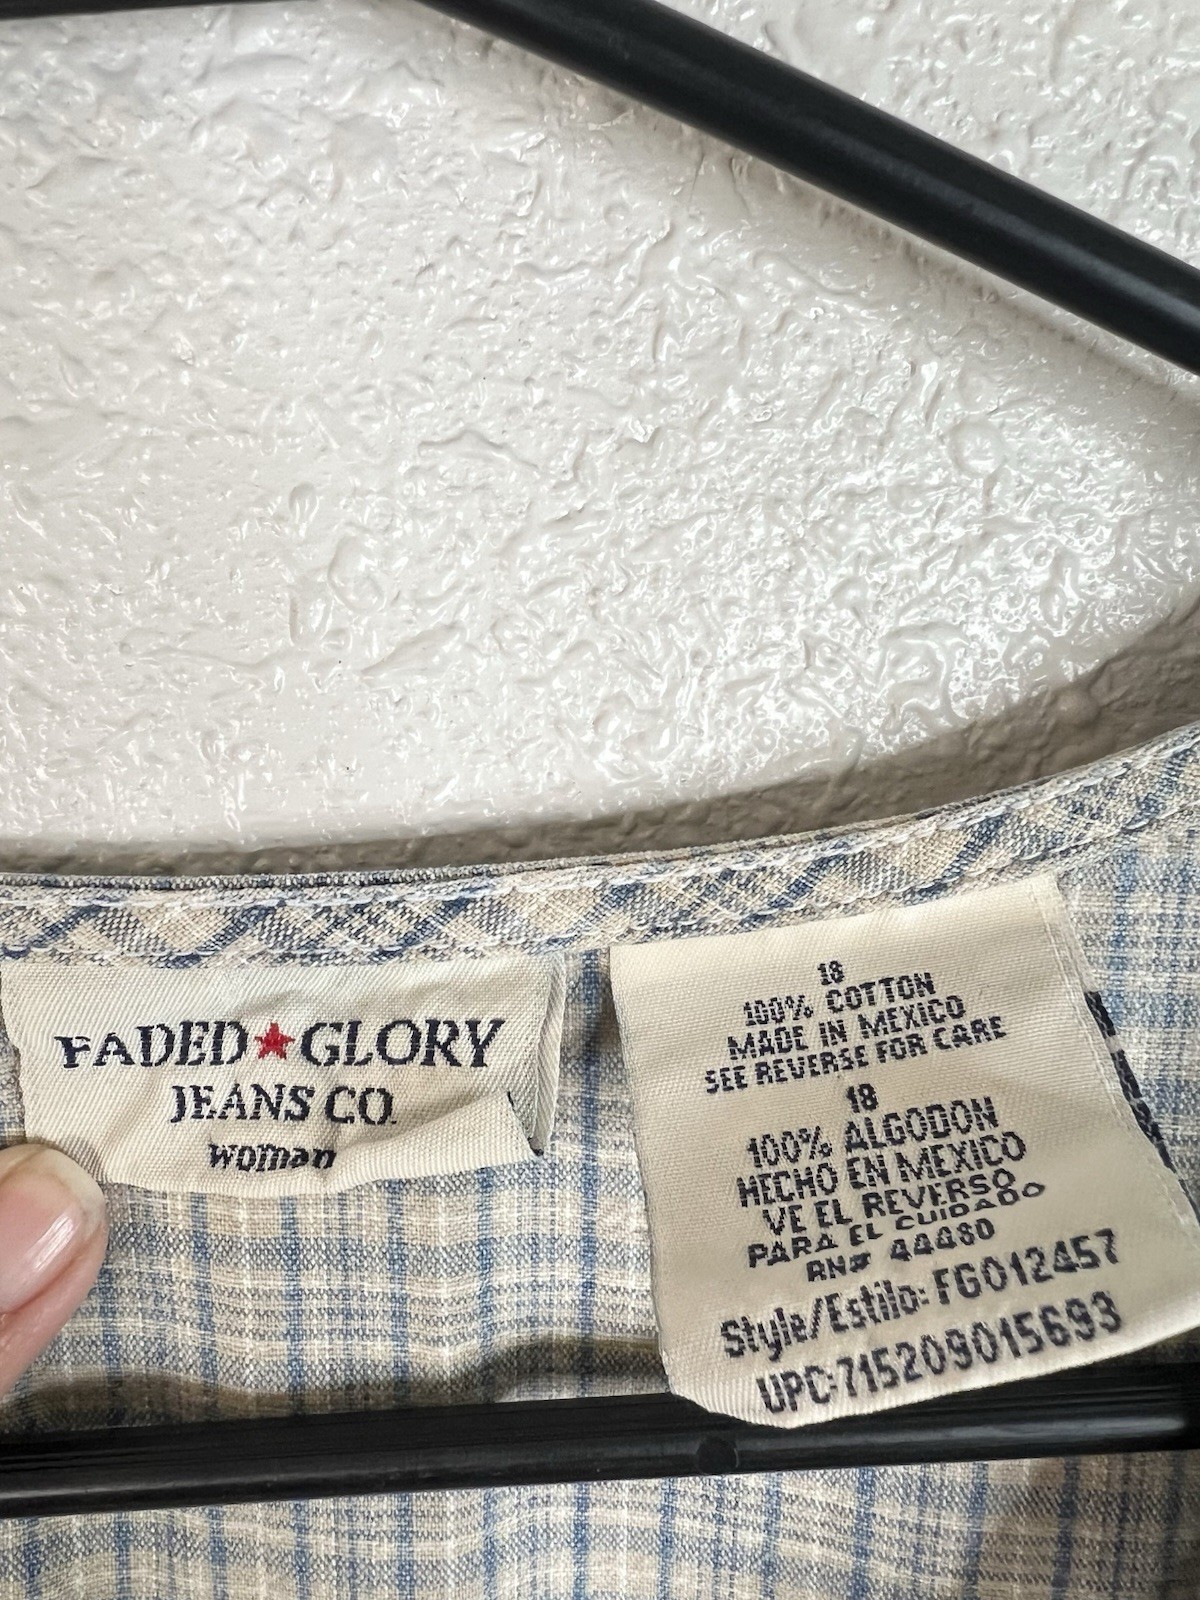 FADED★GLORY
JEANS CO.
woman
18
100% COTTON
MADE IN MEXICO
SEE REVERSE FOR CARE
18
100% ALGODON
HECHO EN MEXICO
VE EL REVERSO
PARA EL CUIDADO
RN# 44480
Style/Estilo: FG012457
UPC:715209015693